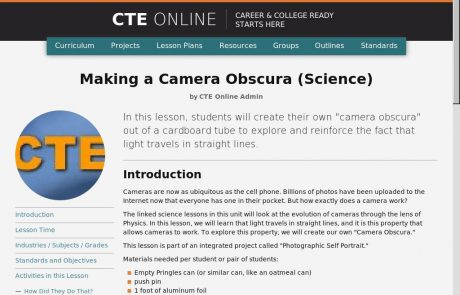 CTE ONLINE
CAREER & COLLEGE READY
STARTS HERE
Curriculum Projects Lesson Plans Resources Groups Outlines Standards
Making a Camera Obscura (Science)
by CTE Online Admin
CTE
In this lesson, students will create their own "camera obscura"
out of a cardboard tube to explore and reinforce the fact that
light travels in straight lines.
Introduction
Lesson Time
Industries / Subjects / Grades
Standards and Objectives
Activities in this Lesson
— How Did They Do That?
Introduction
Cameras are now as ubiquitous as the cell phone. Billions of photos have been uploaded to the
internet now that everyone has one in their pocket. But how exactly does a camera work?
The linked science lessons in this unit will look at the evolution of cameras through the lens of
Physics. In this lesson, we will learn that light travels in straight lines, and it is this property that
allows cameras to work. To explore this property, we will create our own "Camera Obscura."
This lesson is part of an integrated project called "Photographic Self Portrait."
Materials needed per student or pair of students:
Empty Pringles can (or similar can, like an oatmeal can)
push pin
1 foot of aluminum foil